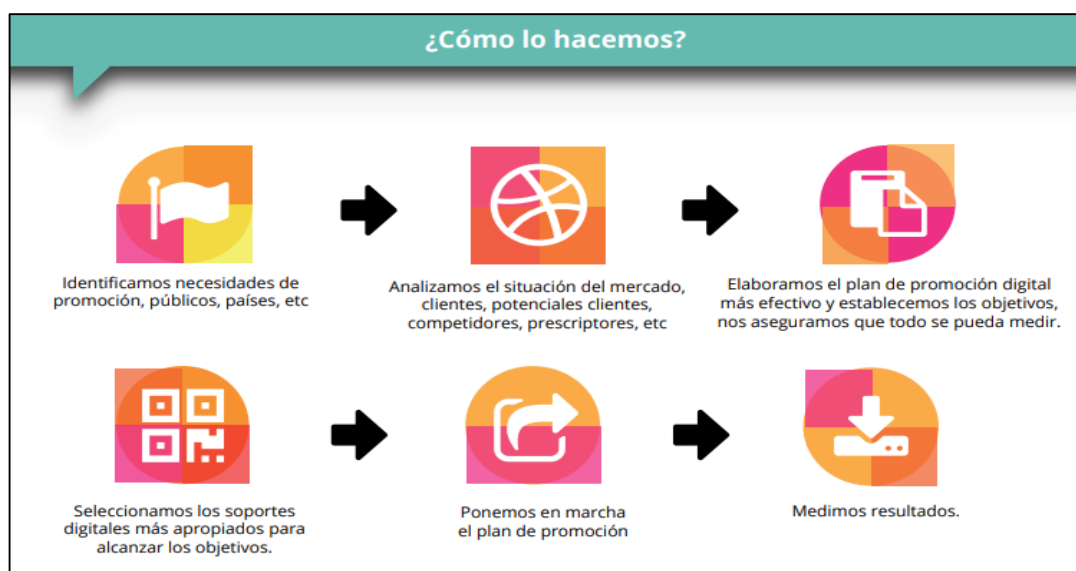 ¿Cómo lo hacemos?
Identificamos necesidades de
promoción, públicos, países, etc
Analizamos el situación del mercado,
clientes, potenciales clientes,
competidores, prescriptores, etc
Elaboramos el plan de promoción digital
más efectivo y establecemos los objetivos,
nos aseguramos que todo se pueda medir.
Seleccionamos los soportes
digitales más apropiados para
alcanzar los objetivos.
Ponemos en marcha
el plan de promoción
Medimos resultados.